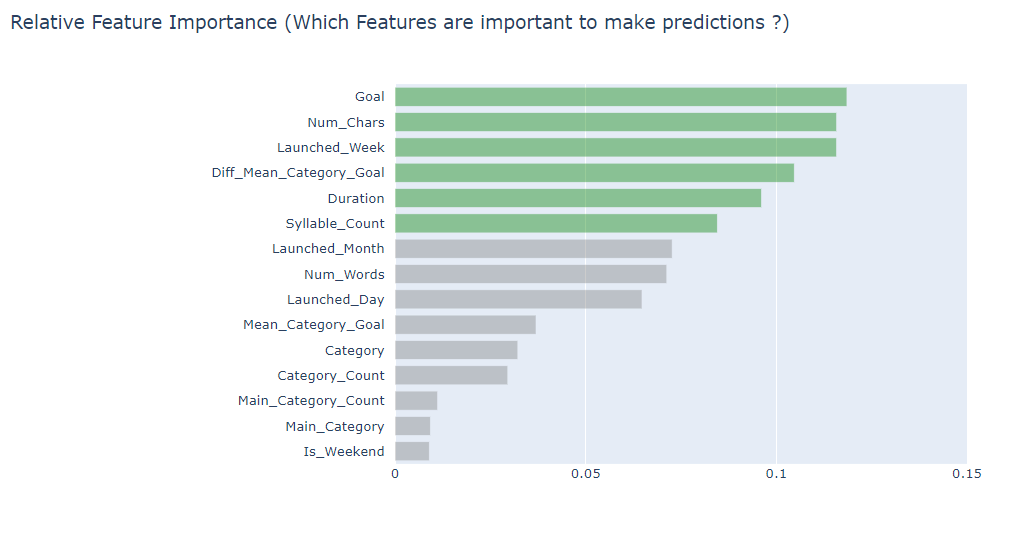 Relative Feature Importance (Which Features are important to make predictions ?)
Goal
Num_Chars
Launched_Week
Diff_Mean_Category_Goal
Duration
Syllable_Count
Launched_Month
Num_Words
Launched_Day
Mean_Category_Goal
Category
Category_Count
Main_Category_Count
Main_Category
Is_Weekend
0 0.05 0.1 0.15